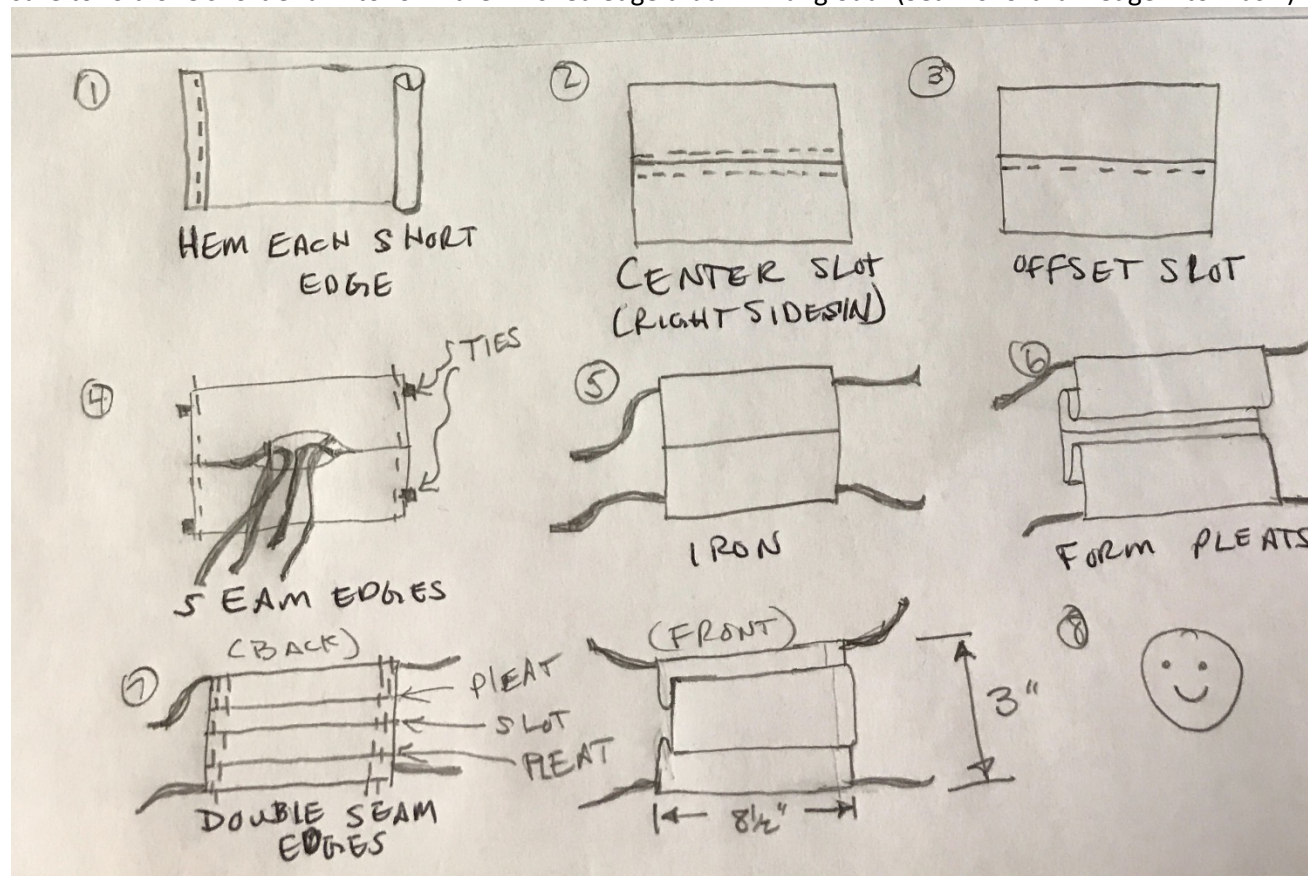 ①
HEM EACH SHORT
EDGE
②
CENTER SLOT
(RIGHT SIDES IN)
③
OFFSET SLOT
④
TIES
SEAM EDGES
⑤
IRON
⑥
FORM PLEATS
⑦
(BACK)
PLEAT
SLOT
PLEAT
DOUBLE SEAM
EDGES
(FRONT)
3"
8½"
⑧